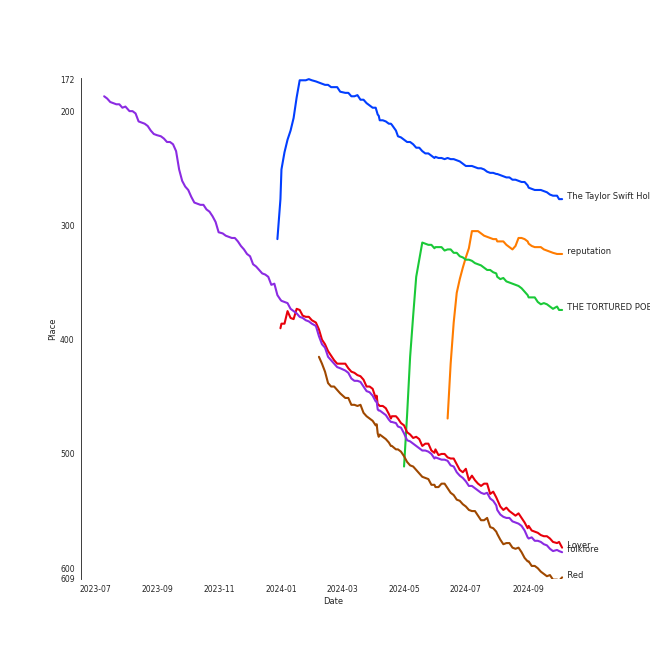 172
200
300
400
500
600
609
Place
2023-07
2023-09
2023-11
2024-01
2024-03
2024-05
2024-07
2024-09
Date
The Taylor Swift Hol
reputation
THE TORTURED POE
Lover
folklore
Red